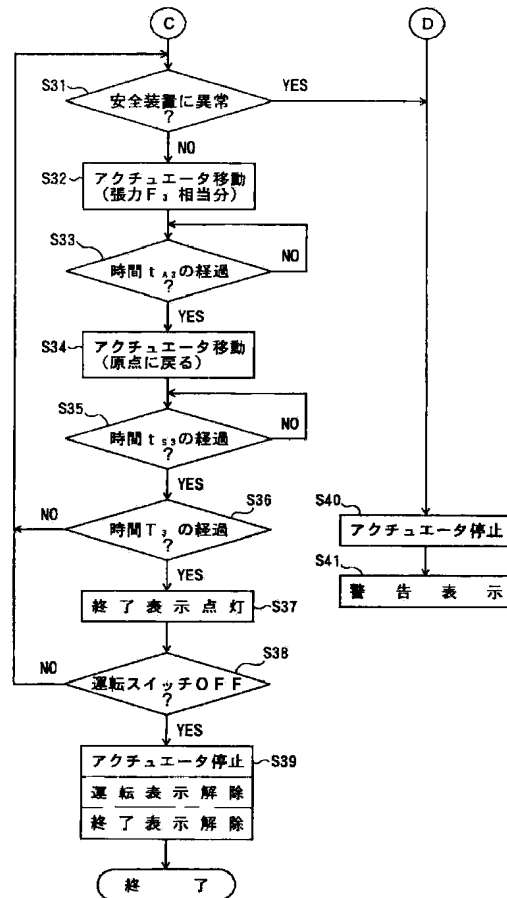 C
D
S31
安全装置に異常
?
YES
NO
S32
アクチュエータ移動
(張力F₃ 相当分)
S33
時間tA3の経過
?
NO
YES
S34
アクチュエータ移動
(原点に戻る)
S35
時間tS3の経過
?
NO
YES
S36
時間T₃の経過
?
NO
YES
S37
終了表示点灯
S38
運転スイッチOFF
?
NO
YES
S39
アクチュエータ停止
運転表示解除
終了表示解除
終了
S40
アクチュエータ停止
S41
警告表示